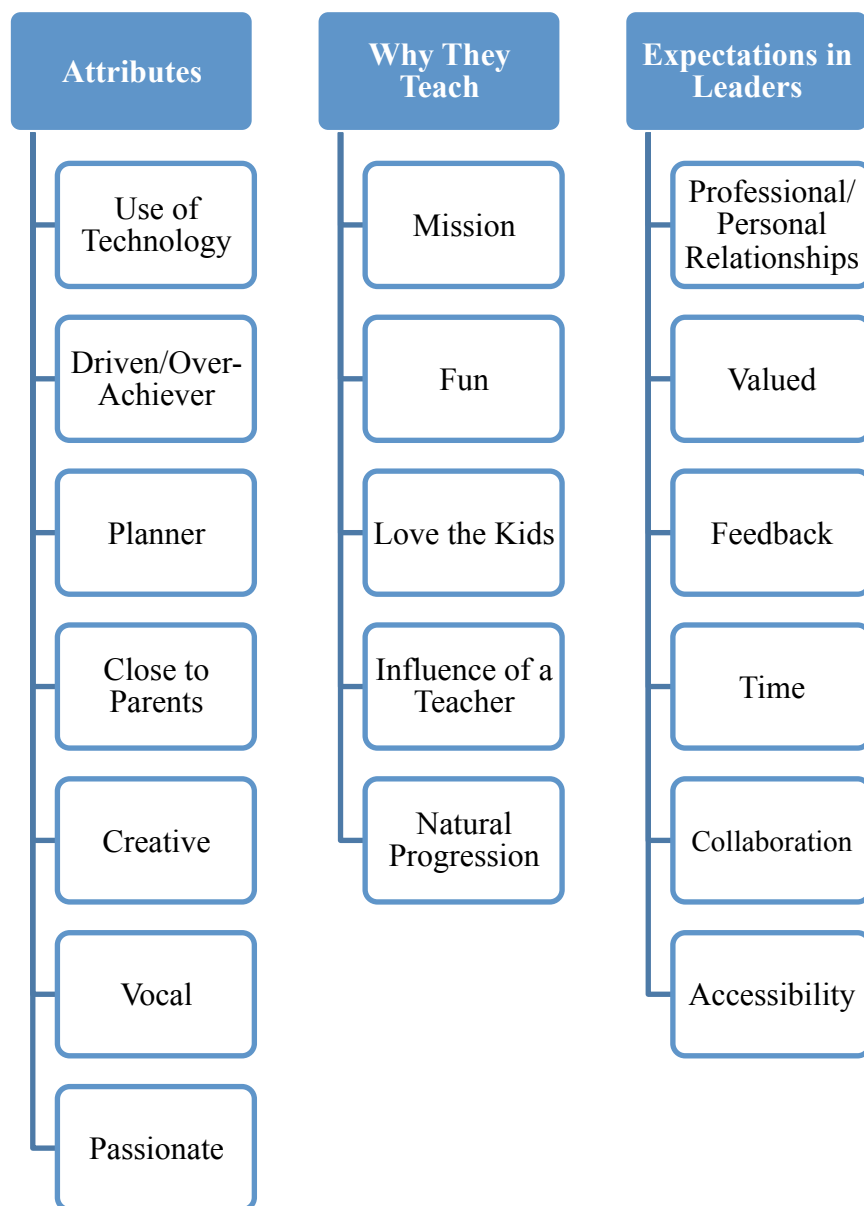 Attributes
Use of
Technology
Driven/Over-
Achiever
Planner
Close to
Parents
Creative
Vocal
Passionate
Why They
Teach
Mission
Fun
Love the Kids
Influence of a
Teacher
Natural
Progression
Expectations in
Leaders
Professional/
Personal
Relationships
Valued
Feedback
Time
Collaboration
Accessibility